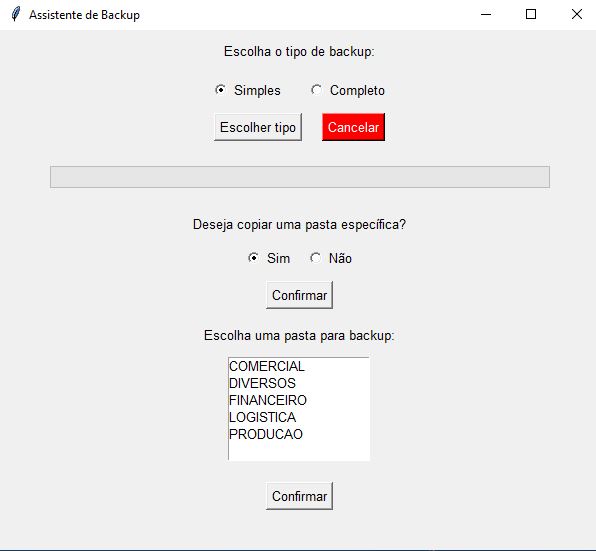 Assistente de Backup
Escolha o tipo de backup:
Simples Completo
Escolher tipo Cancelar
Deseja copiar uma pasta específica?
Sim Não
Confirmar
Escolha uma pasta para backup:
COMERCIAL
DIVERSOS
FINANCEIRO
LOGISTICA
PRODUCAO
Confirmar